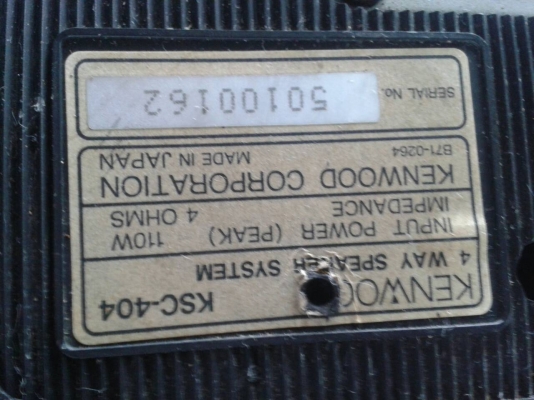 KENWOOD KSC-404
4 WAY SPEAKER SYSTEM
INPUT POWER (PEAK) 110W
IMPEDANCE 4 OHMS
KENWOOD CORPORATION
B71-0264 MADE IN JAPAN
SERIAL No. 50100162